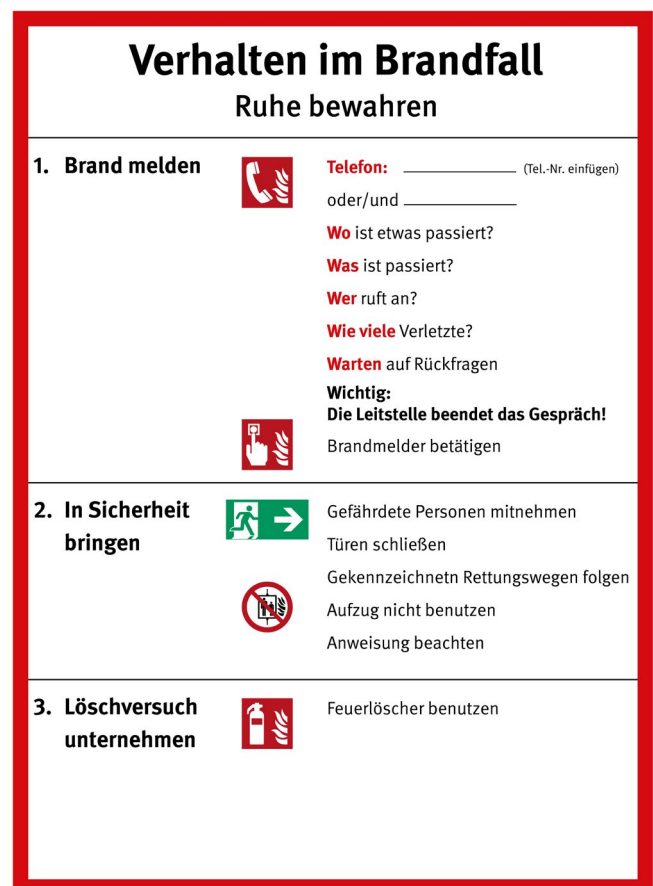 Verhalten im Brandfall
Ruhe bewahren
1. Brand melden
Telefon: ____________ (Tel.-Nr. einfügen)
oder/und ____________
Wo ist etwas passiert?
Was ist passiert?
Wer ruft an?
Wie viele Verletzte?
Warten auf Rückfragen
Wichtig:
Die Leitstelle beendet das Gespräch!
Brandmelder betätigen
2. In Sicherheit
bringen
Gefährdete Personen mitnehmen
Türen schließen
Gekennzeichnetn Rettungswegen folgen
Aufzug nicht benutzen
Anweisung beachten
3. Löschversuch
unternehmen
Feuerlöscher benutzen